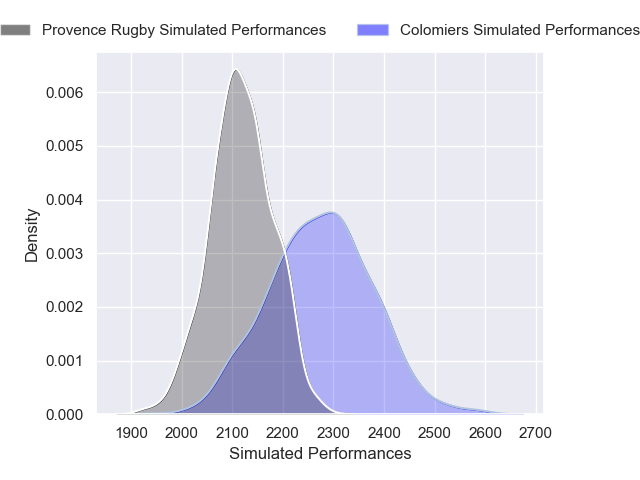 Provence Rugby Simulated Performances
Colomiers Simulated Performances
0.006
0.005
0.004
0.003
0.002
0.001
0.000
Density
1900 2000 2100 2200 2300 2400 2500 2600 2700
Simulated Performances